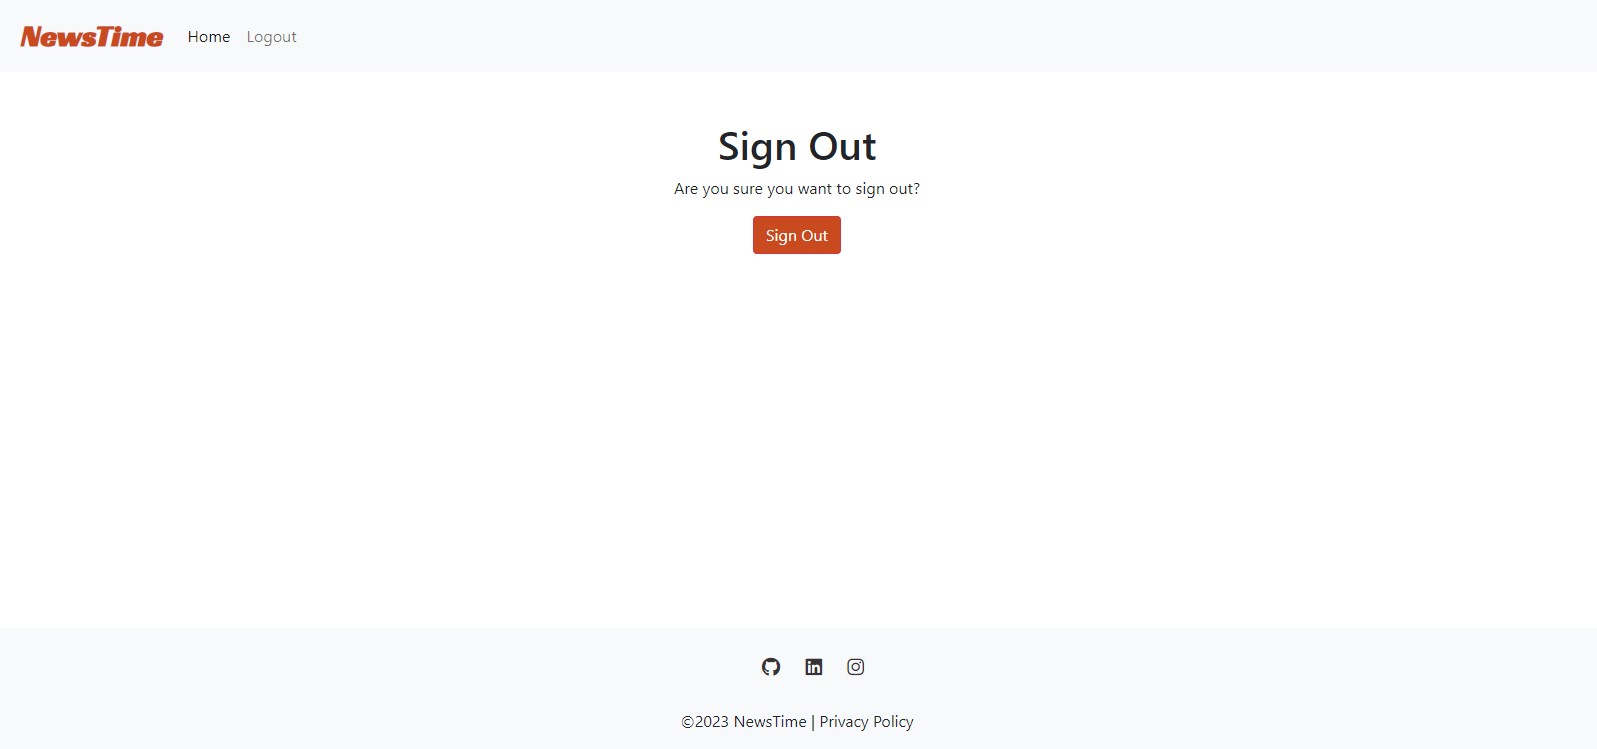 NewsTime Home Logout
Sign Out
Are you sure you want to sign out?
Sign Out
©2023 NewsTime | Privacy Policy